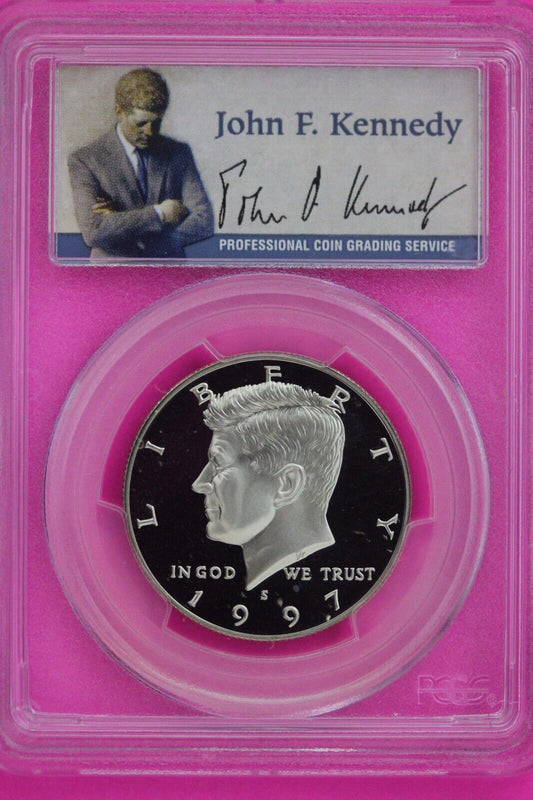 John F. Kennedy
John F. Kennedy
PROFESSIONAL COIN GRADING SERVICE
LIBERTY
IN GOD WE TRUST
S
1997
PCGS